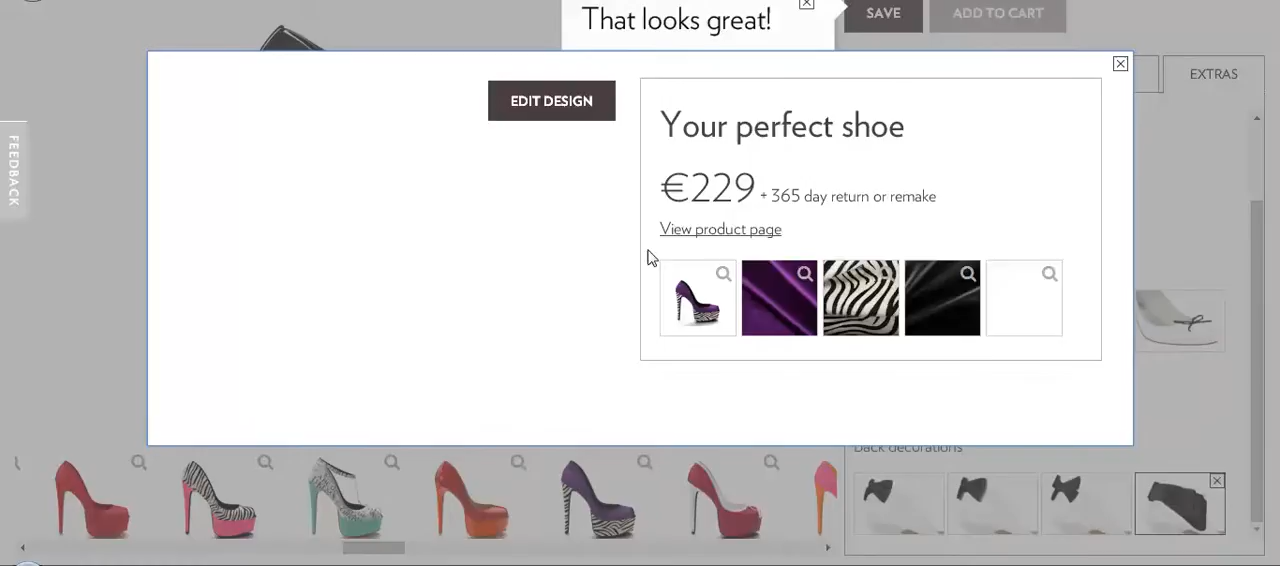 That looks great!
SAVE
ADD TO CART
EXTRAS
FEEDBACK
EDIT DESIGN
Your perfect shoe
€229 + 365 day return or remake
View product page
Back decorations